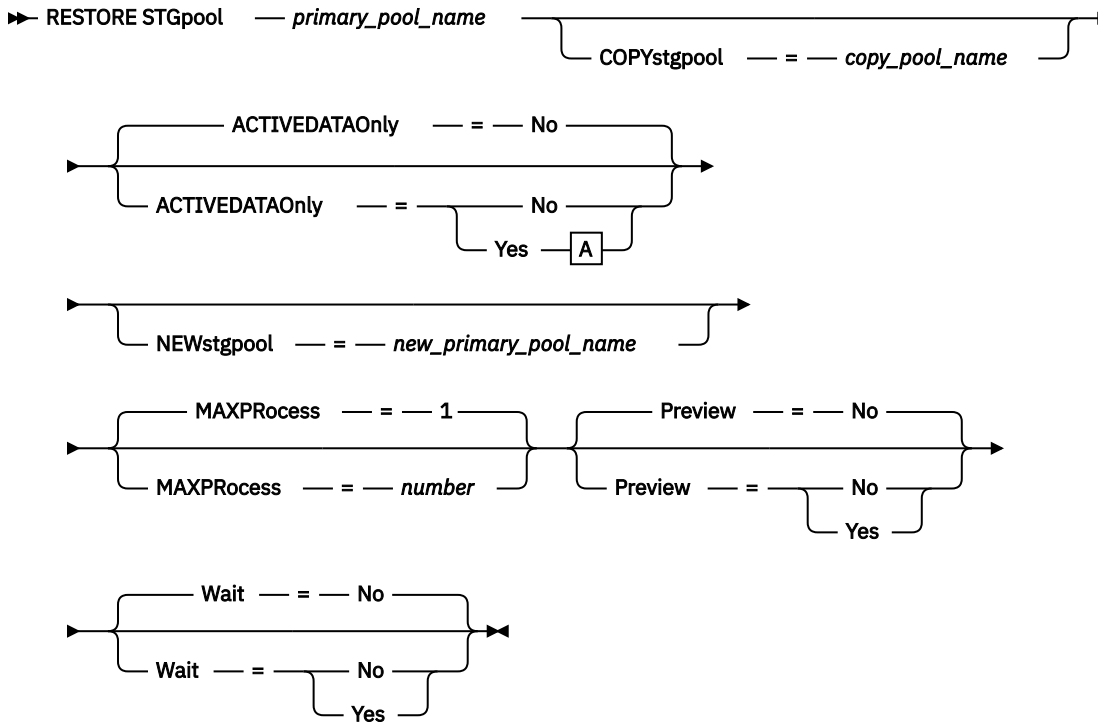 RESTORE STGpool primary_pool_name
COPYstgpool = copy_pool_name
ACTIVEDATAOnly = No
ACTIVEDATAOnly = No
Yes A
NEWstgpool = new_primary_pool_name
MAXPRocess = 1 Preview = No
MAXPRocess = number Preview = No
Yes
Wait = No
Wait = No
Yes